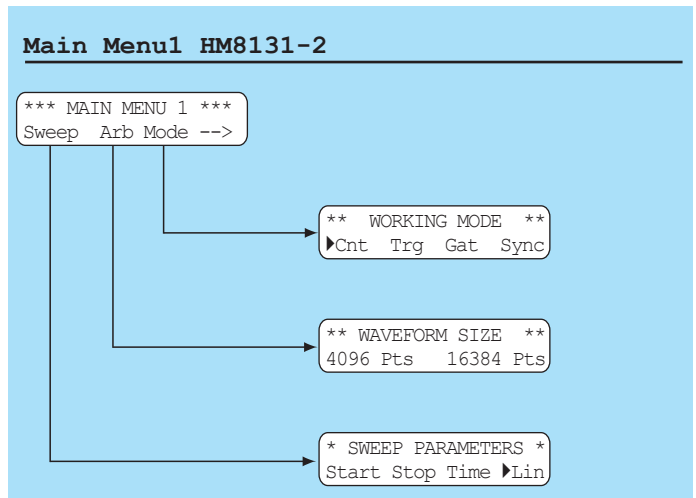 Main Menu1 HM8131-2
*** MAIN MENU 1 ***
Sweep Arb Mode -->
** WORKING MODE **
▶Cnt Trg Gat Sync
** WAVEFORM SIZE **
4096 Pts 16384 Pts
* SWEEP PARAMETERS *
Start Stop Time ▶Lin